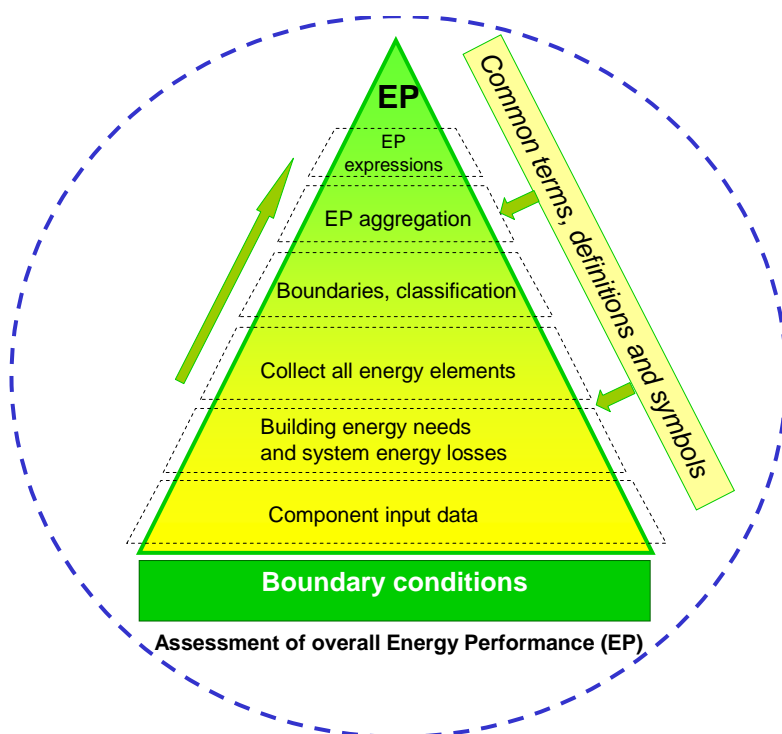 EP
EP
expressions
EP aggregation
Boundaries, classification
Collect all energy elements
Building energy needs
and system energy losses
Component input data
Common terms, definitions and symbols
Boundary conditions
Assessment of overall Energy Performance (EP)